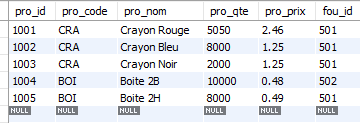 pro_id pro_code pro_nom pro_qte pro_prix fou_id
1001 CRA Crayon Rouge 5050 2.46 501
1002 CRA Crayon Bleu 8000 1.25 501
1003 CRA Crayon Noir 2000 1.25 501
1004 BOI Boite 2B 10000 0.48 502
1005 BOI Boite 2H 8000 0.49 501
NULL NULL NULL NULL NULL NULL